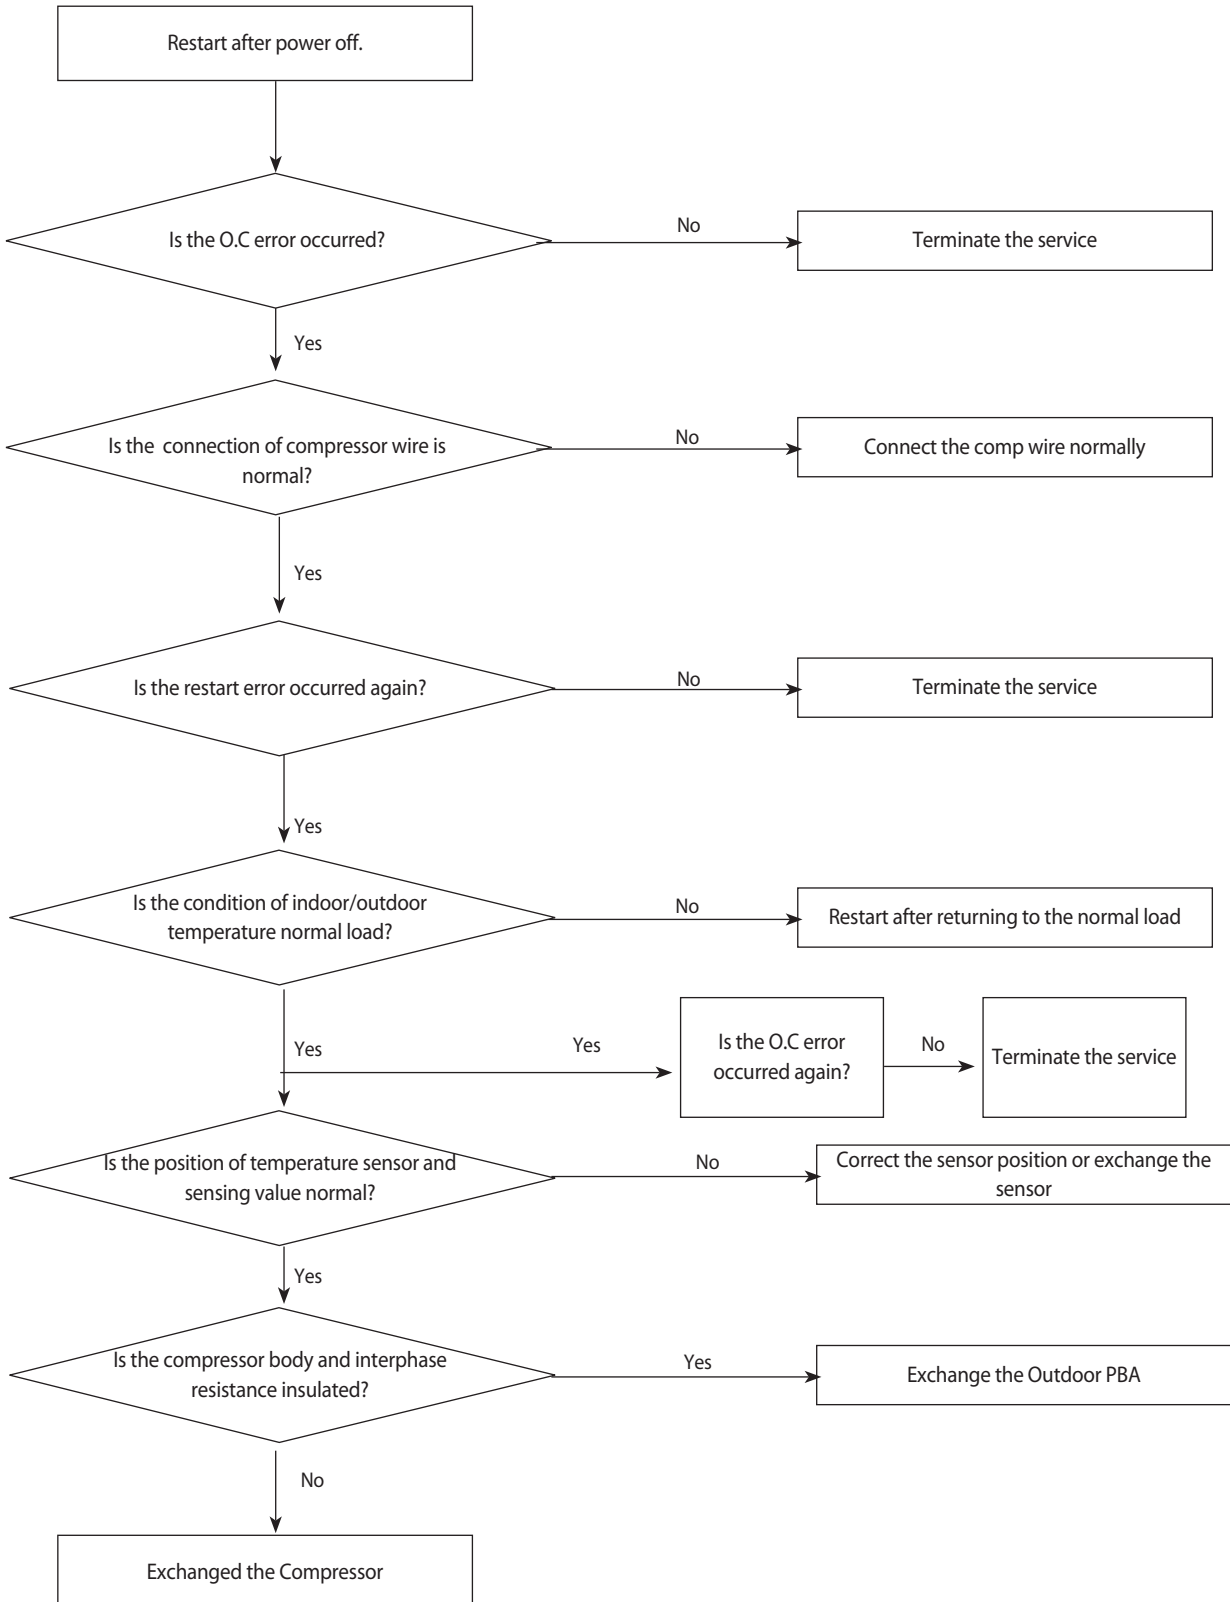 Restart after power off.
Is the O.C error occurred?
No
Terminate the service
Yes
Is the  connection of compressor wire is
normal?
No
Connect the comp wire normally
Yes
Is the restart error occurred again?
No
Terminate the service
Yes
Is the condition of indoor/outdoor
temperature normal load?
No
Restart after returning to the normal load
Yes
Yes
Is the O.C error
occurred again?
No
Terminate the service
Is the position of temperature sensor and
sensing value normal?
No
Correct the sensor position or exchange the
sensor
Yes
Is the compressor body and interphase
resistance insulated?
Yes
Exchange the Outdoor PBA
No
Exchanged the Compressor